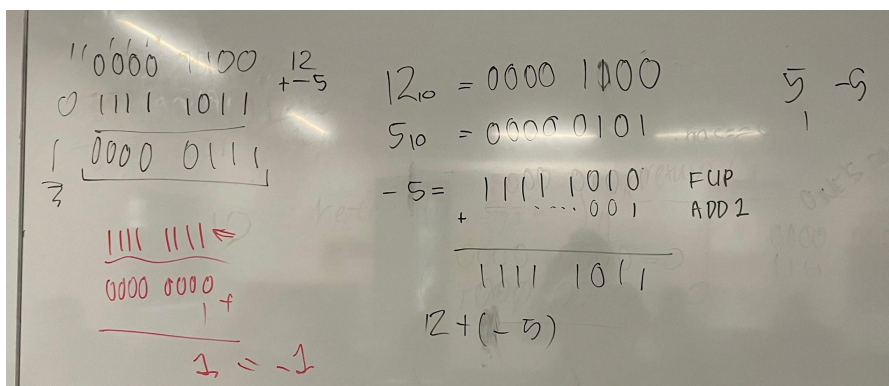 11 0000 1100 12
+-5
0 1111 1011
1 0000 0111
1111 1111 ←
0000 0000
1 +
1 = -1
12₁₀ = 0000 1100
5₁₀ = 0000 0101
-5 = 1111 1010 FLIP
+ .... 001 ADD 1
1111 1011
12 + (-5)
5 -5
1